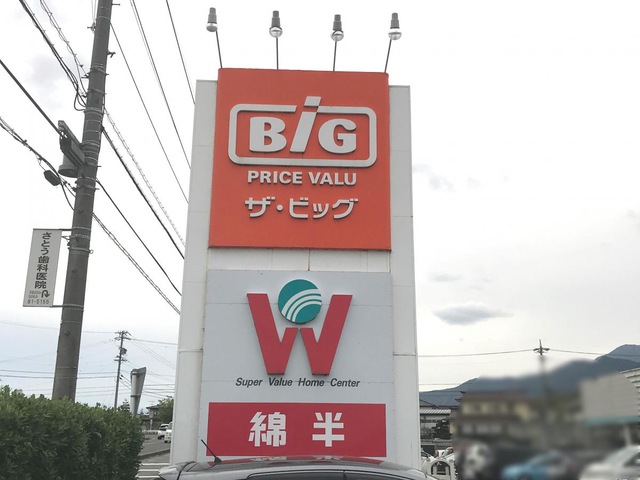 BiG
PRICE VALU
ザ・ビッグ
W
Super Value Home Center
綿半
さとう歯科医院